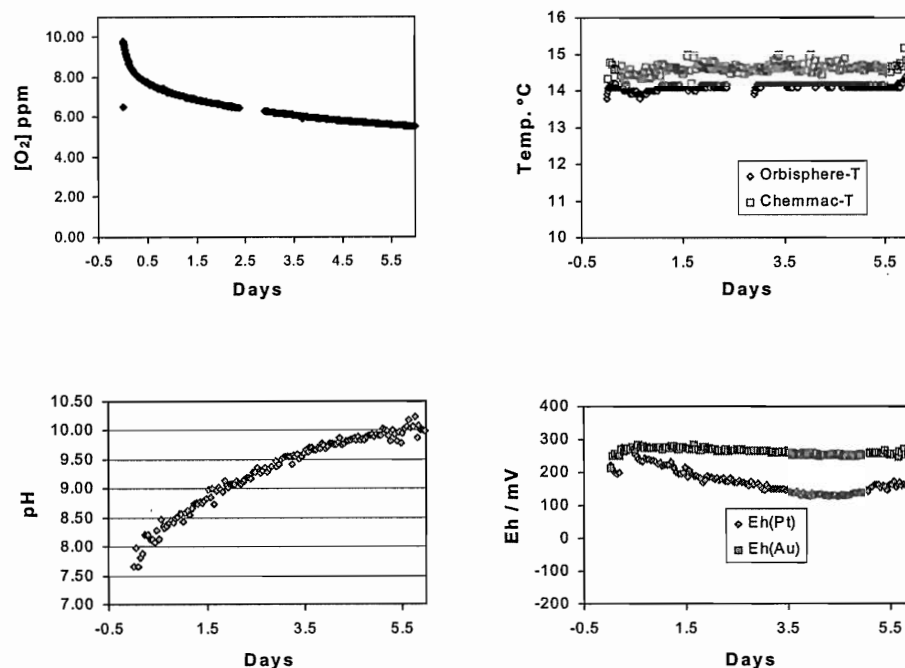 [O2] ppm
10.00
8.00
6.00
4.00
2.00
0.00
-0.5 0.5 1.5 2.5 3.5 4.5 5.5
Days
Temp. °C
16
15
14
13
12
11
10
Orbisphere-T
Chemmac-T
-0.5 1.5 3.5 5.5
Days
pH
10.50
10.00
9.50
9.00
8.50
8.00
7.50
7.00
-0.5 1.5 3.5 5.5
Days
Eh / mV
400
300
200
100
0
-100
-200
Eh(Pt)
Eh(Au)
-0.5 1.5 3.5 5.5
Days